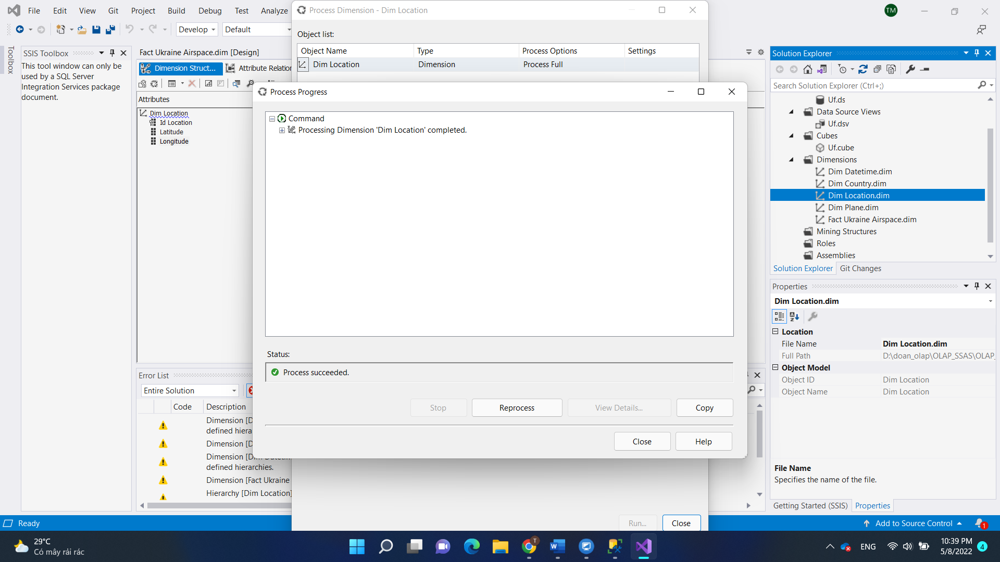 File Edit View Git Project Build Debug Test Analyze
Process Dimension - Dim Location
TM
Develop Default
Object list:
Object Name Type Process Options Settings
Dim Location Dimension Process Full
Toolbox
SSIS Toolbox
This tool window can only be
used by a SQL Server
Integration Services package
document.
Fact Ukraine Airspace.dim [Design]
Dimension Struct...
Attributes
Dim Location
Id Location
Latitude
Longitude
Process Progress
Command
Processing Dimension 'Dim Location' completed.
Status:
Process succeeded.
Stop Reprocess View Details... Copy
Close Help
Run... Close
Error List
Entire Solution
Code Description
defined hierarchies.
Dimension [Fact Ukraine
Hierarchy [Dim Location]
Solution Explorer
Search Solution Explorer (Ctrl+;)
Uf.ds
Data Source Views
Uf.dsv
Cubes
Uf.cube
Dimensions
Dim Datetime.dim
Dim Country.dim
Dim Location.dim
Dim Plane.dim
Fact Ukraine Airspace.dim
Mining Structures
Roles
Assemblies
Solution Explorer Git Changes
Properties
Dim Location.dim
Location
File Name Dim Location.dim
Full Path D:\doan_olap\OLAP_SSAS\OLAP_
Object Model
Object ID Dim Location
Object Name Dim Location
File Name
Specifies the name of the file.
Getting Started (SSIS) Properties
Ready
Add to Source Control
1
29°C
Có mây rải rác
ENG
10:39 PM
5/8/2022
4